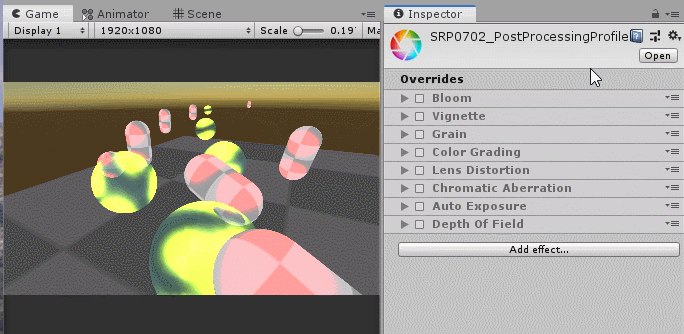 Game
Animator
Scene
Inspector
Display 1
1920x1080
Scale
0.19
Ma
SRP0702_PostProcessingProfile
Open
Overrides
Bloom
Vignette
Grain
Color Grading
Lens Distortion
Chromatic Aberration
Auto Exposure
Depth Of Field
Add effect...